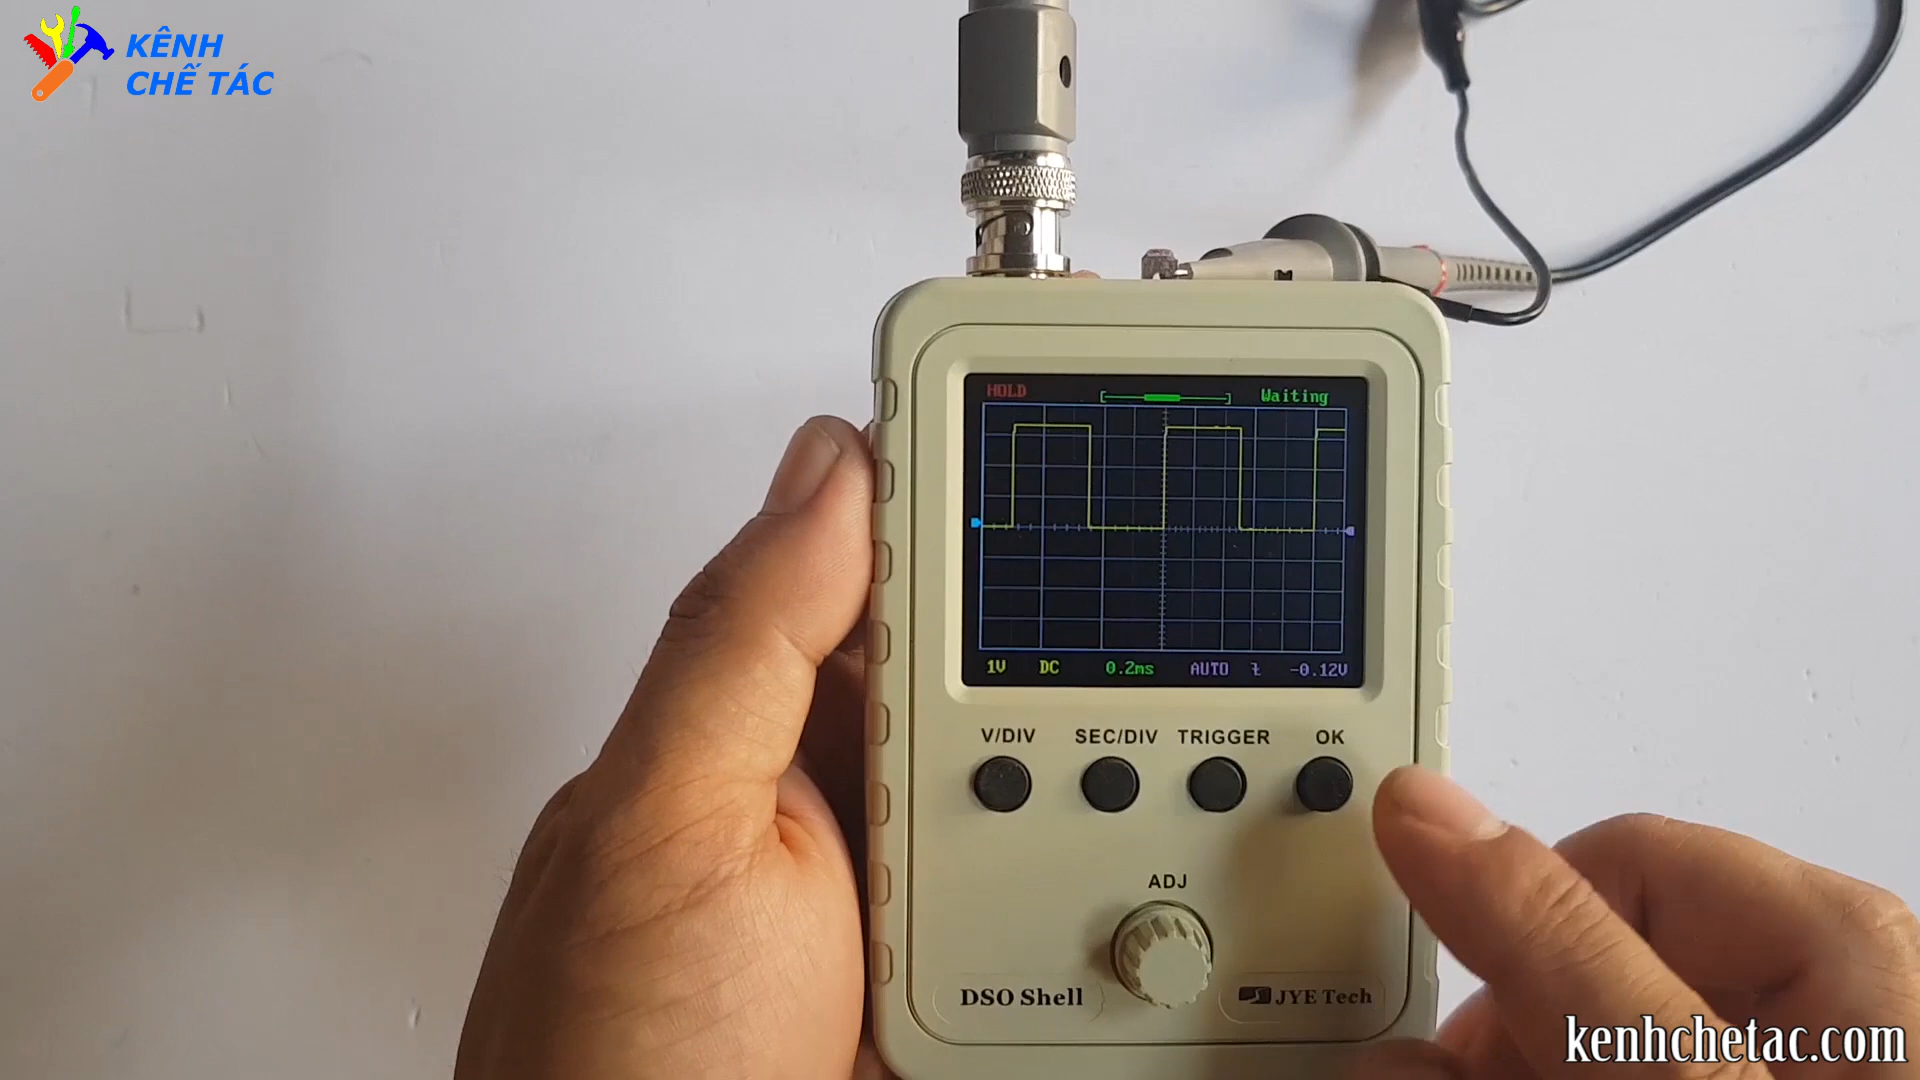 KÊNH
CHẾ TÁC
HOLD
Waiting
1V DC 0.2ms AUTO -0.12V
V/DIV SEC/DIV TRIGGER OK
ADJ
DSO Shell
JYE Tech
kenhchetac.com